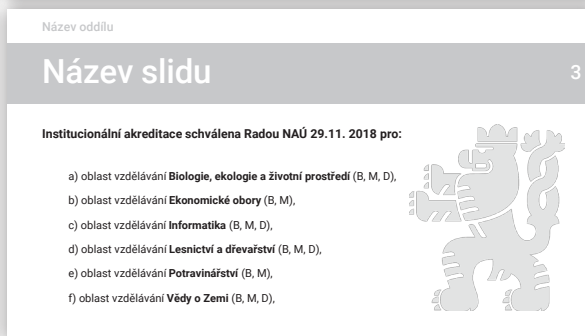 Název oddílu
Název slidu
3
Institucionální akreditace schválena Radou NAÚ 29.11. 2018 pro:
a) oblast vzdělávání Biologie, ekologie a životní prostředí (B, M, D),
b) oblast vzdělávání Ekonomické obory (B, M),
c) oblast vzdělávání Informatika (B, M, D),
d) oblast vzdělávání Lesnictví a dřevařství (B, M, D),
e) oblast vzdělávání Potravinářství (B, M),
f) oblast vzdělávání Vědy o Zemi (B, M, D),